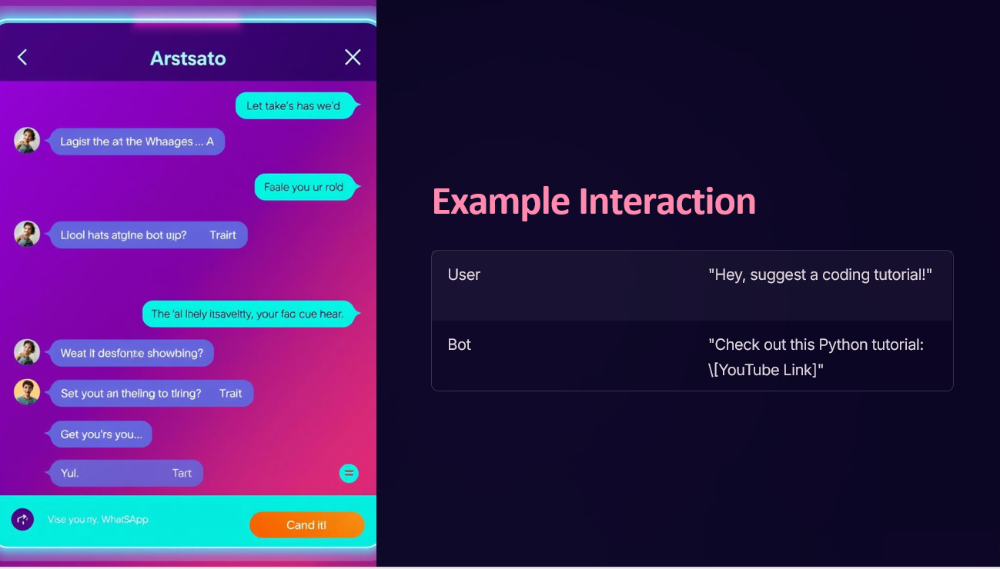 Arstsato
Let take's has we'd
Lagist the at the Whaages ... A
Faale you ur rold
Llool hats atgine bot uip? Trairt
The 'al lhely itsaveltty, your fac cue hear.
Weat it desfonte showbing?
Set yout an theling to tlring? Trait
Get you'rs you...
Yul. Tart
Vise you ny. WhatSApp
Cand it!
Example Interaction
User
"Hey, suggest a coding tutorial!"
Bot
"Check out this Python tutorial:
\[YouTube Link]"